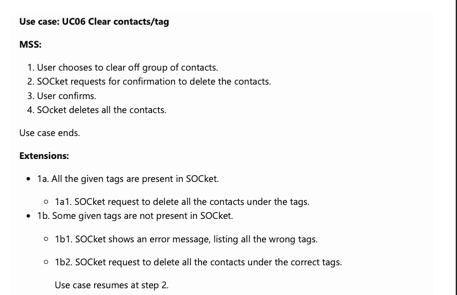 Use case: UC06 Clear contacts/tag
MSS:
1. User chooses to clear off group of contacts.
2. SOCket requests for confirmation to delete the contacts.
3. User confirms.
4. SOcket deletes all the contacts.
Use case ends.
Extensions:
• 1a. All the given tags are present in SOCket.
○ 1a1. SOCket request to delete all the contacts under the tags.
• 1b. Some given tags are not present in SOCket.
○ 1b1. SOCket shows an error message, listing all the wrong tags.
○ 1b2. SOCket request to delete all the contacts under the correct tags.
Use case resumes at step 2.